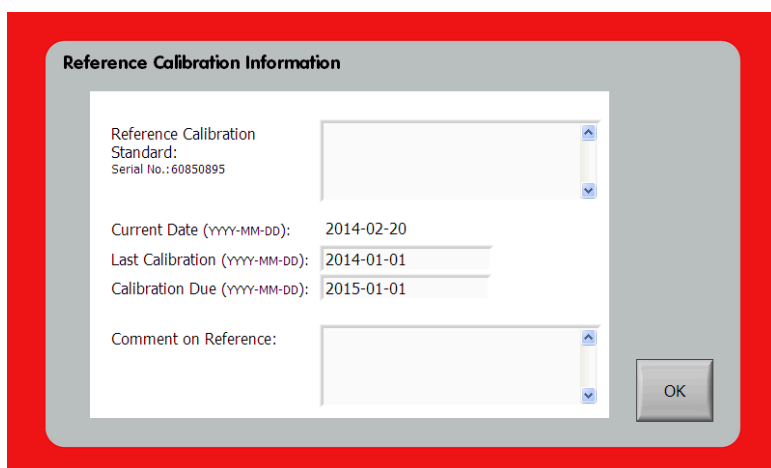 Reference Calibration Information
Reference Calibration
Standard:
Serial No.:60850895
Current Date (YYYY-MM-DD): 2014-02-20
Last Calibration (YYYY-MM-DD): 2014-01-01
Calibration Due (YYYY-MM-DD): 2015-01-01
Comment on Reference:
OK